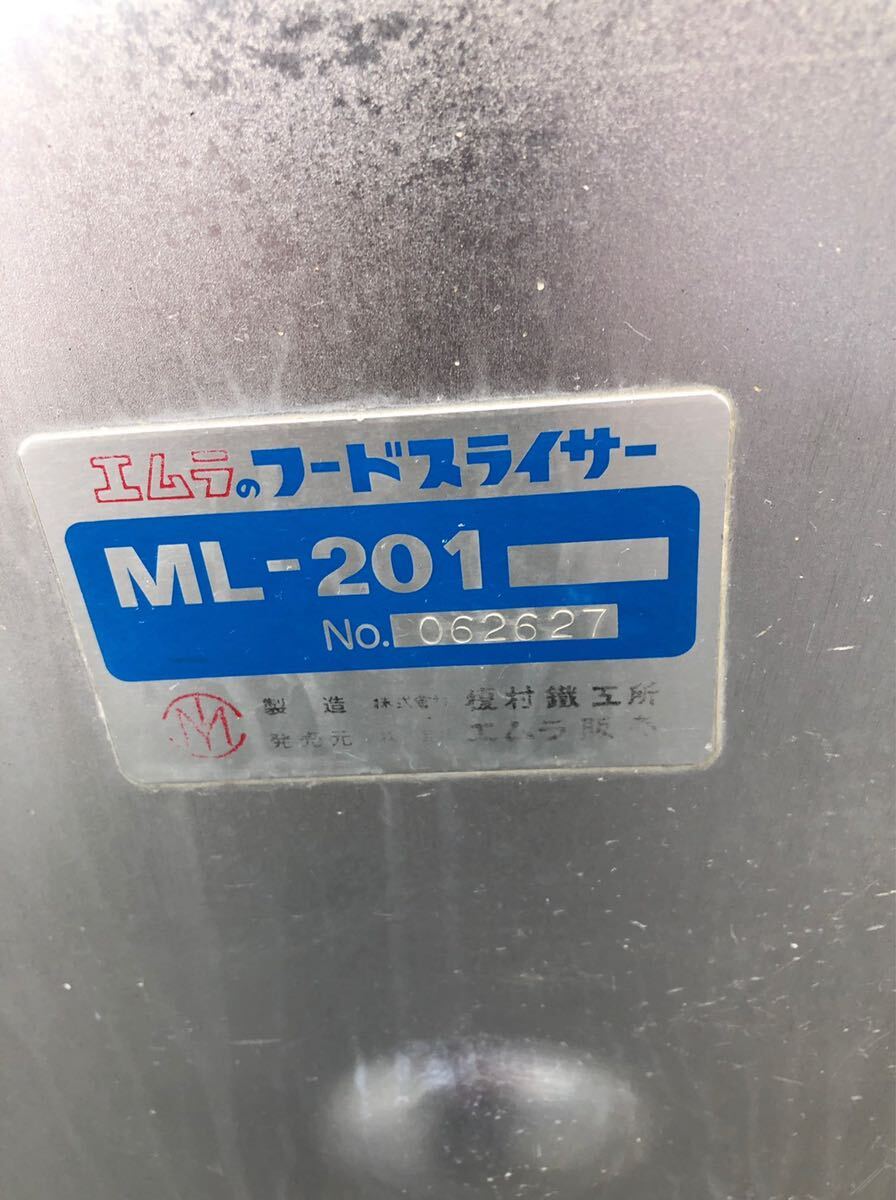 エムラのフードスライサー
ML-201
No. 062627
製造 株式会社 榎村鐵工所
発売元 エムラ販売